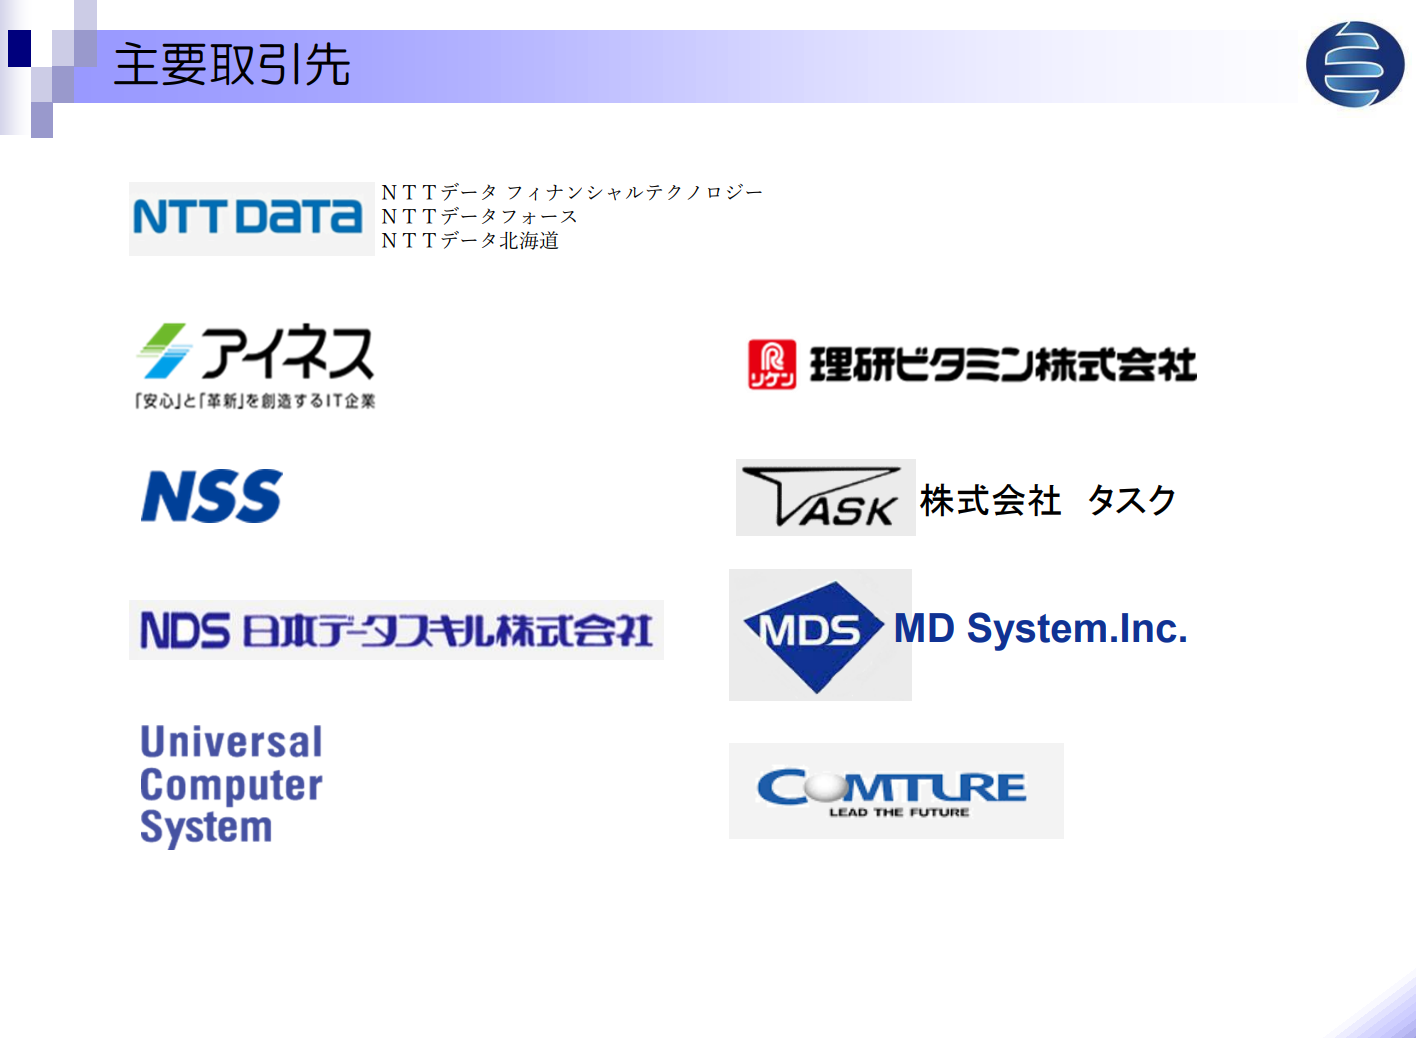 主要取引先
NTT DATA
ＮＴＴデータ フィナンシャルテクノロジー
ＮＴＴデータフォース
ＮＴＴデータ北海道
アイネス
「安心」と「革新」を創造するIT企業
リケン
理研ビタミン株式会社
NSS
TASK
株式会社　タスク
NDS 日本データスキル株式会社
MDS
MD System.Inc.
Universal
Computer
System
COMTURE
LEAD THE FUTURE